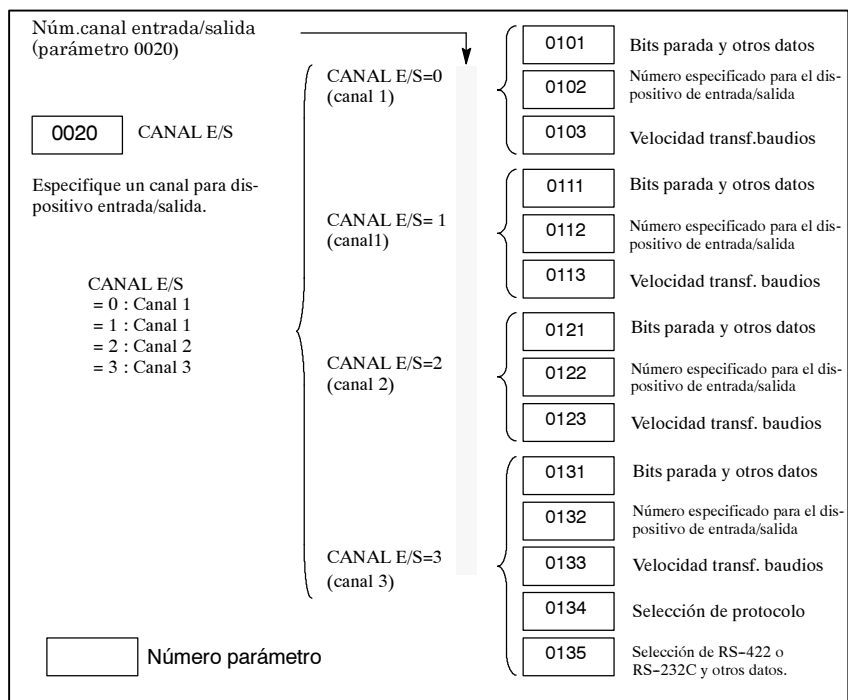 Núm.canal entrada/salida
(parámetro 0020)
0020 CANAL E/S
Especifique un canal para dis-
positivo entrada/salida.
CANAL E/S
= 0 : Canal 1
= 1 : Canal 1
= 2 : Canal 2
= 3 : Canal 3
CANAL E/S=0
(canal 1)
0101 Bits parada y otros datos
0102 Número especificado para el dis-
positivo de entrada/salida
0103 Velocidad transf.baudios
CANAL E/S= 1
(canal1)
0111 Bits parada y otros datos
0112 Número especificado para el dis-
positivo de entrada/salida
0113 Velocidad transf. baudios
CANAL E/S=2
(canal 2)
0121 Bits parada y otros datos
0122 Número especificado para el dis-
positivo de entrada/salida
0123 Velocidad transf. baudios
CANAL E/S=3
(canal 3)
0131 Bits parada y otros datos
0132 Número especificado para el dis-
positivo de entrada/salida
0133 Velocidad transf. baudios
0134 Selección de protocolo
0135 Selección de RS-422 o
RS-232C y otros datos.
Número parámetro